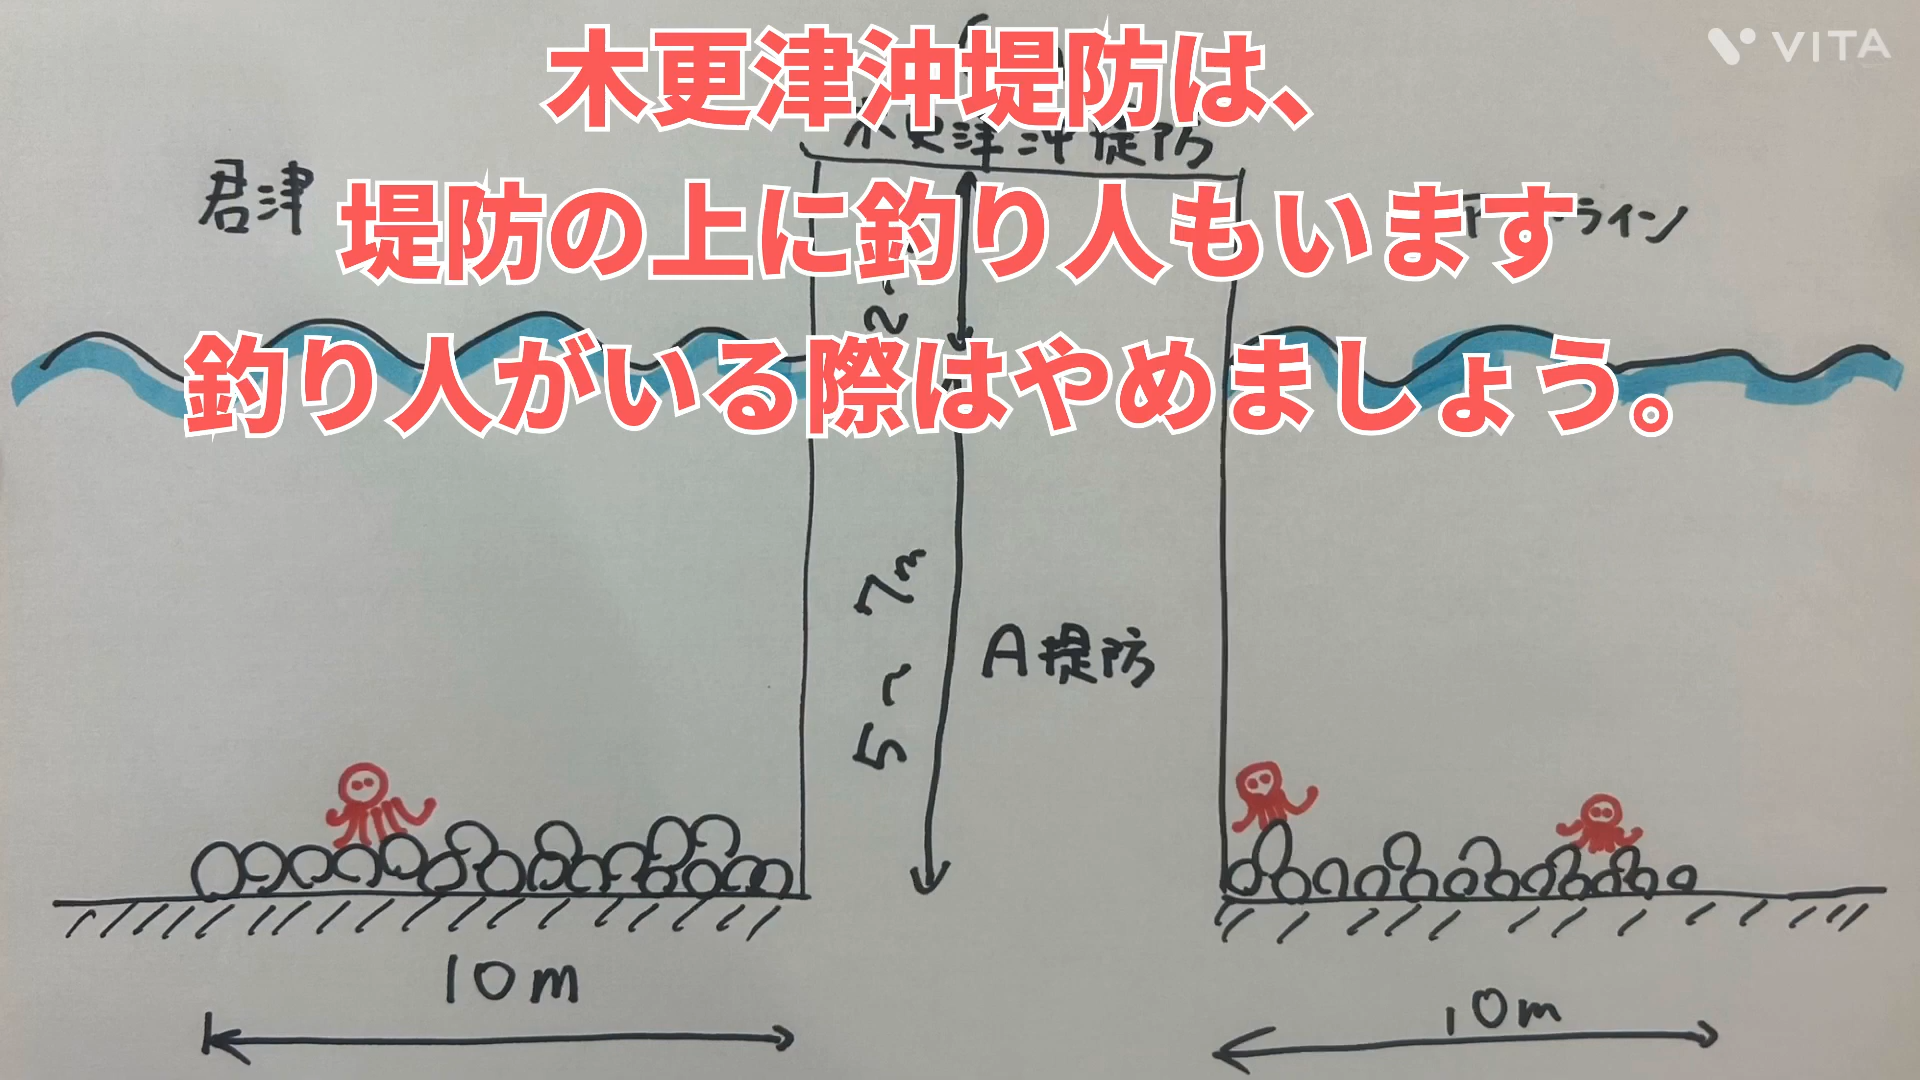 木更津沖堤防は、
VITA
木更津沖堤防
君津
堤防の上に釣り人もいます
ライン
2~
釣り人がいる際はやめましょう。
5~7m
A堤防
10m
10m